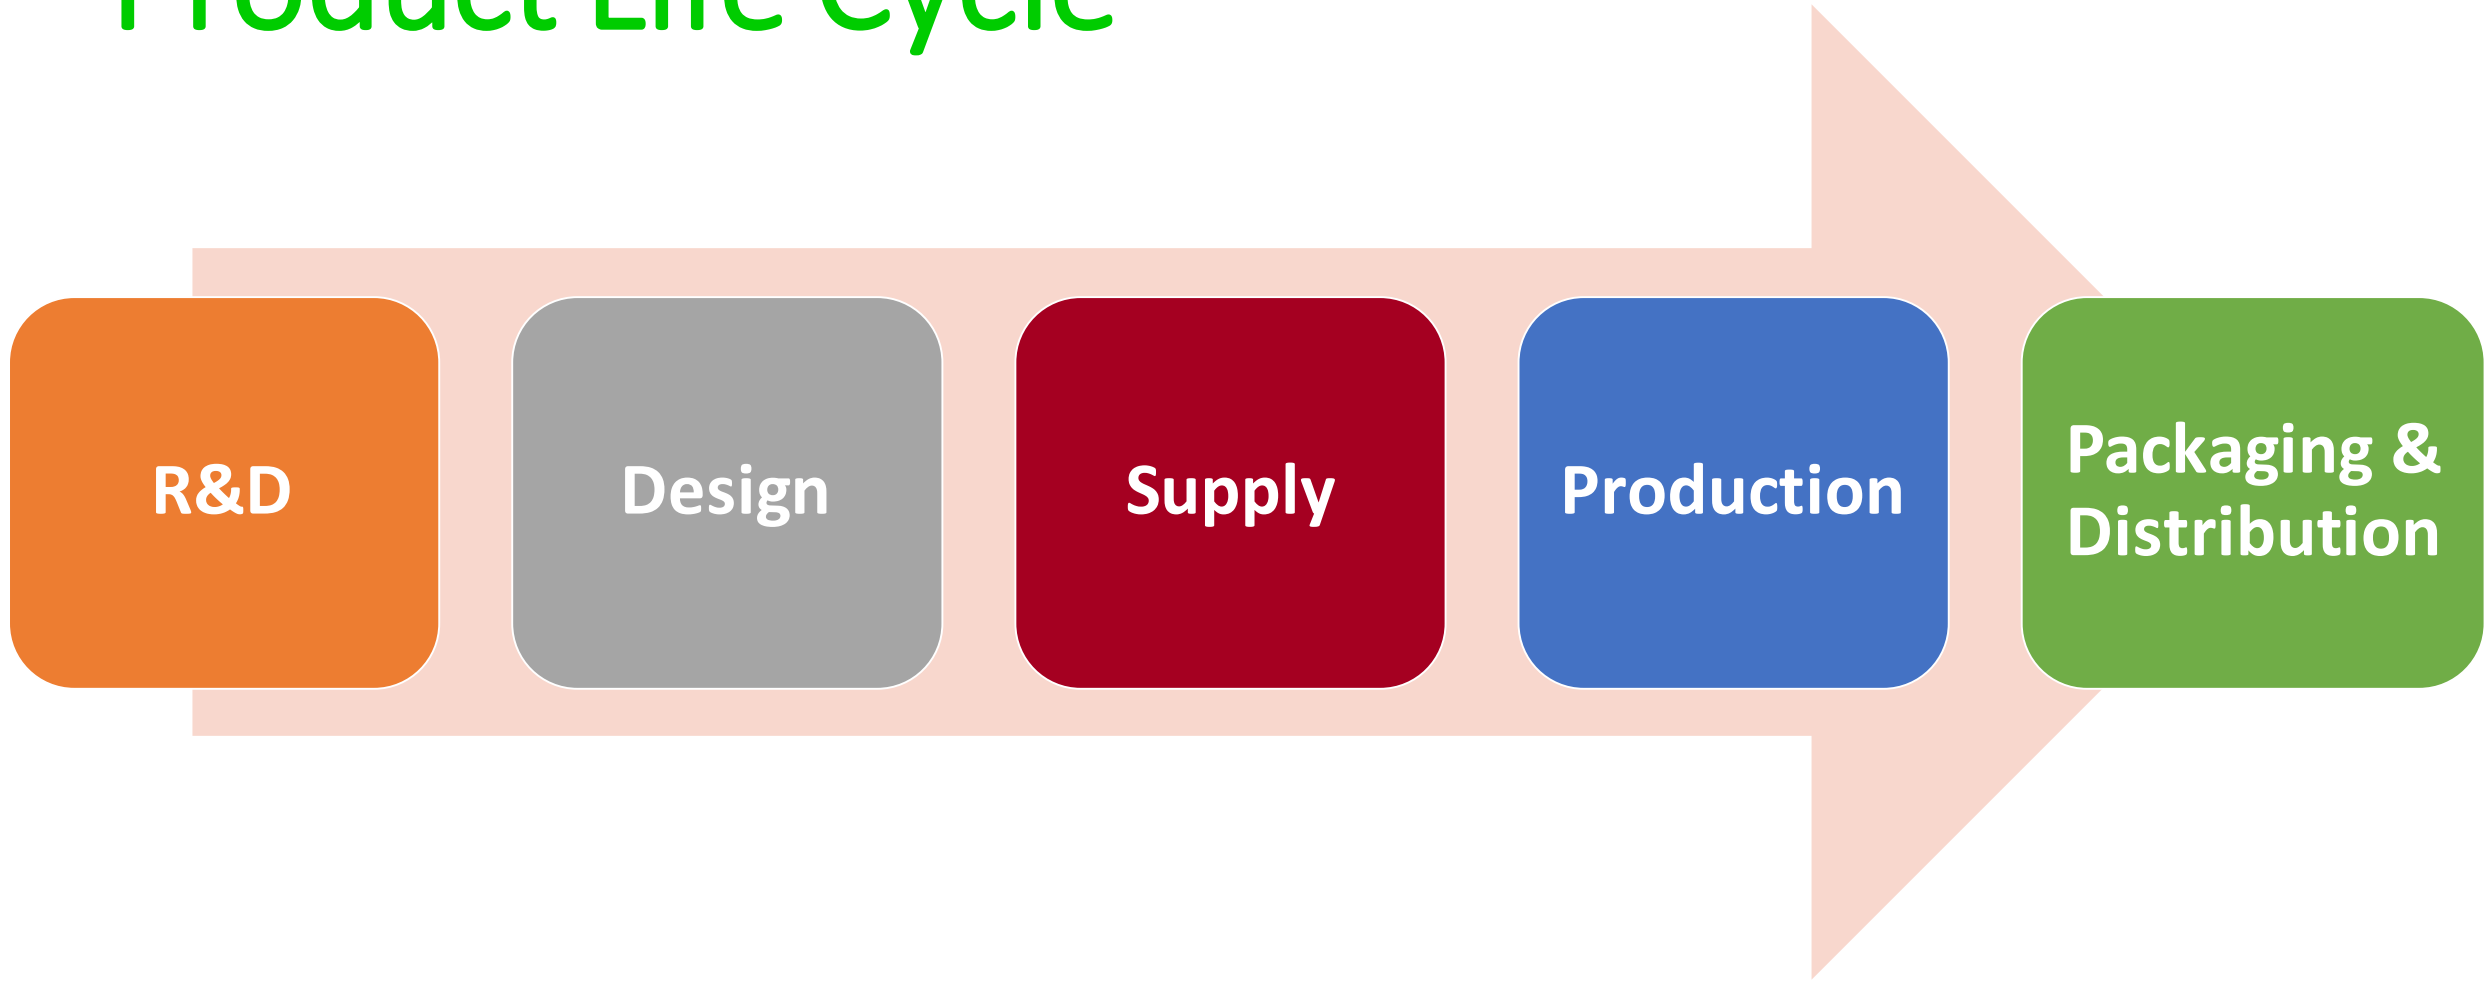 Product Life Cycle
R&D
Design
Supply
Production
Packaging &
Distribution